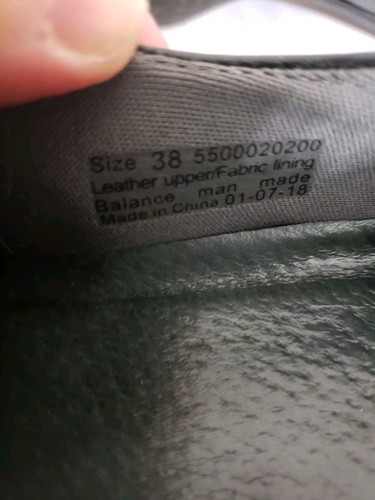 Size 38 5500020200
Leather upper/Fabric lining
Balance man made
Made in China 01-07-18